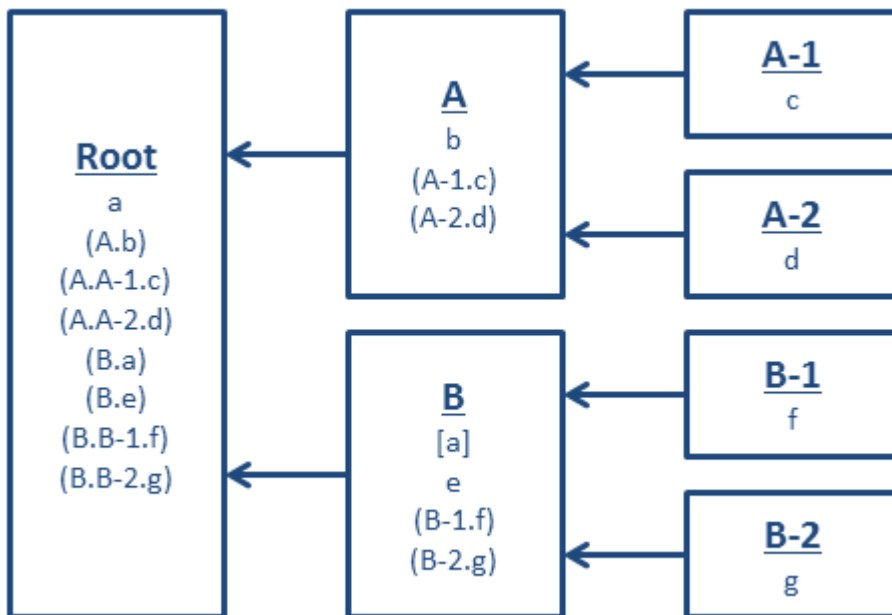 Root
a
(A.b)
(A.A-1.c)
(A.A-2.d)
(B.a)
(B.e)
(B.B-1.f)
(B.B-2.g)
A
b
(A-1.c)
(A-2.d)
B
[a]
e
(B-1.f)
(B-2.g)
A-1
c
A-2
d
B-1
f
B-2
g